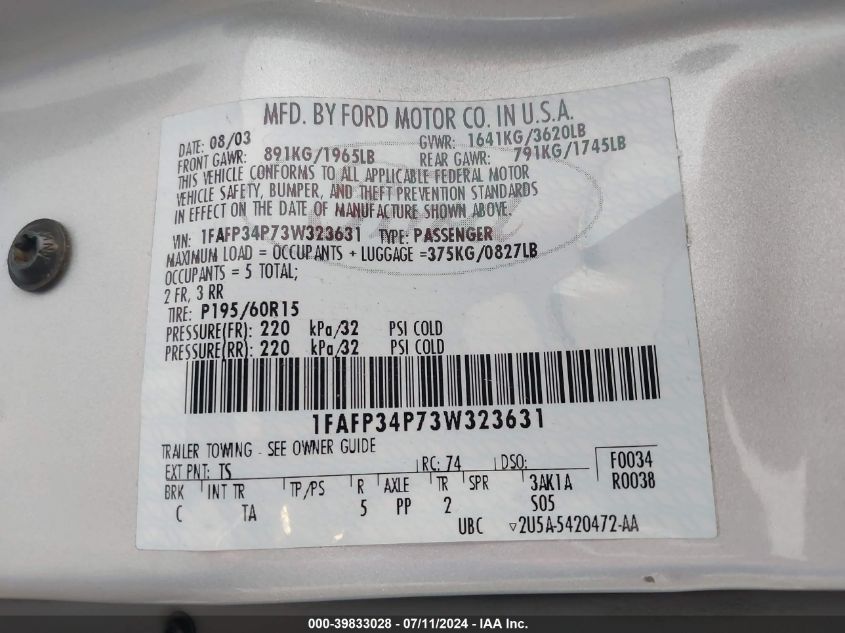 MFD. BY FORD MOTOR CO. IN U.S.A.
DATE: 08/03 GVWR: 1641KG/3620LB
FRONT GAWR: 891KG/1965LB REAR GAWR: 791KG/1745LB
THIS VEHICLE CONFORMS TO ALL APPLICABLE FEDERAL MOTOR
VEHICLE SAFETY, BUMPER, AND THEFT PREVENTION STANDARDS
IN EFFECT ON THE DATE OF MANUFACTURE SHOWN ABOVE.
VIN: 1FAFP34P73W323631 TYPE: PASSENGER
MAXIMUM LOAD = OCCUPANTS + LUGGAGE =375KG/0827LB
OCCUPANTS = 5 TOTAL;
2 FR, 3 RR
TIRE: P195/60R15
PRESSURE(FR): 220 kPa/32 PSI COLD
PRESSURE(RR): 220 kPa/32 PSI COLD
1FAFP34P73W323631
TRAILER TOWING - SEE OWNER GUIDE
EXT PNT: TS RC: 74 DSO: F0034
BRK INT TR TP/PS R AXLE TR SPR 3AK1A R0038
C TA 5 PP 2 S05
UBC ▽2U5A-5420472-AA
000-39833028 - 07/11/2024 - IAA Inc.